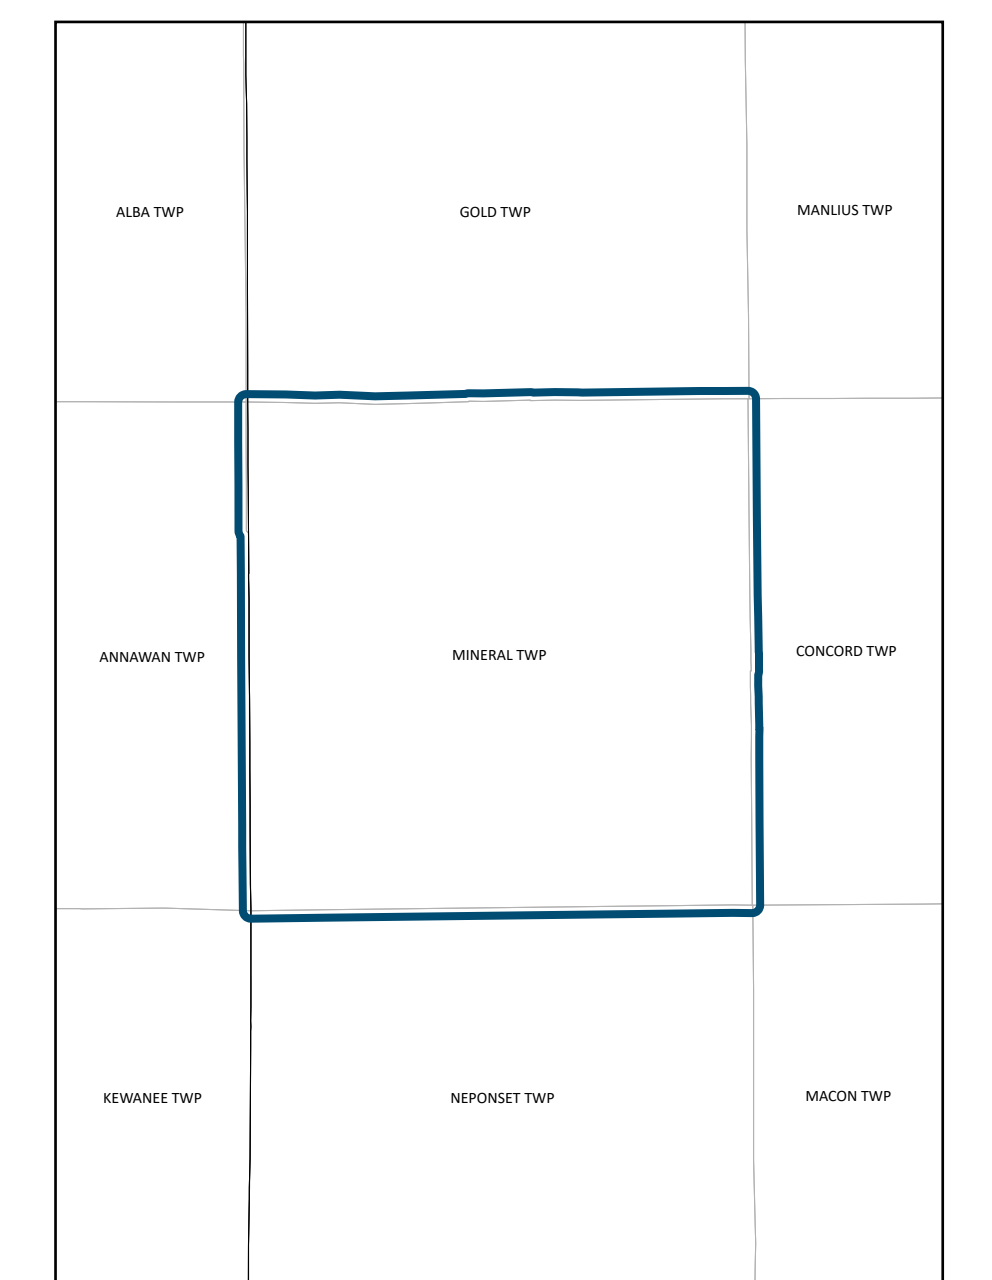 ALBA TWP
GOLD TWP
MANLIUS TWP
ANNAWAN TWP
MINERAL TWP
CONCORD TWP
KEWANEE TWP
NEPONSET TWP
MACON TWP